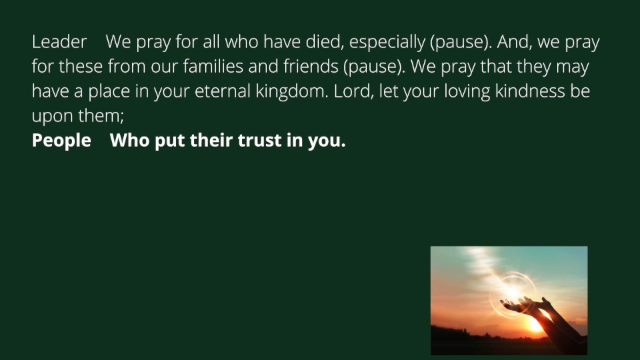 Leader We pray for all who have died, especially (pause). And, we pray
for these from our families and friends (pause). We pray that they may
have a place in your eternal kingdom. Lord, let your loving kindness be
upon them;
People Who put their trust in you.